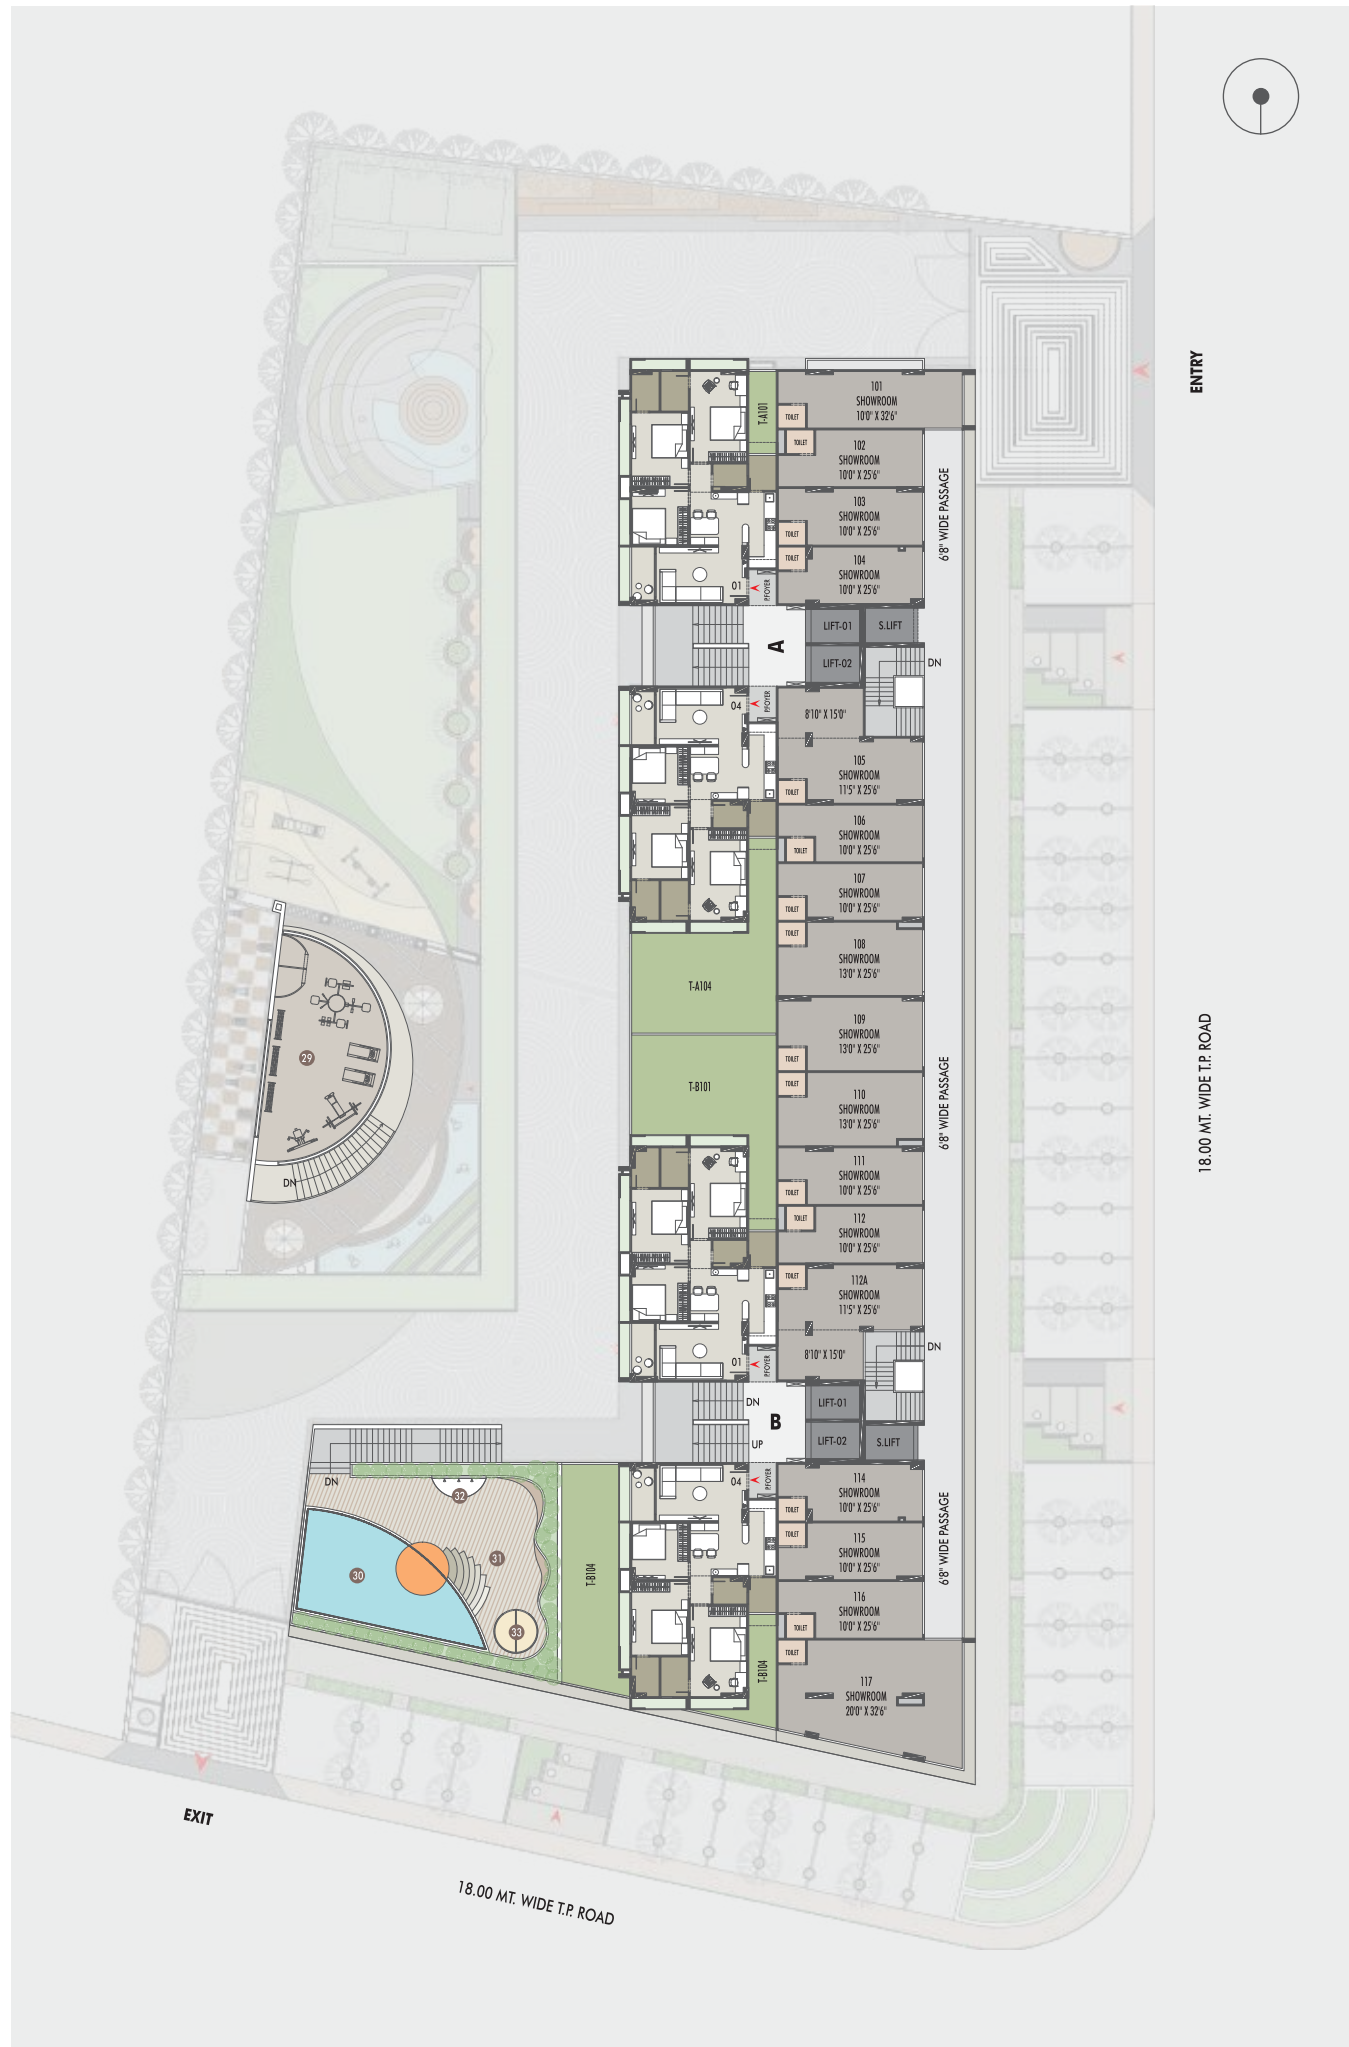 ENTRY
101
SHOWROOM
10'0" X 32'6"
TOILET
T-A101
102
SHOWROOM
10'0" X 25'6"
TOILET
103
SHOWROOM
10'0" X 25'6"
TOILET
6'8" WIDE PASSAGE
104
SHOWROOM
10'0" X 25'6"
TOILET
01
P.FOYER
A
LIFT-01
S.LIFT
LIFT-02
DN
04
P.FOYER
8'10" X 15'0"
105
SHOWROOM
11'5" X 25'6"
TOILET
106
SHOWROOM
10'0" X 25'6"
TOILET
107
SHOWROOM
10'0" X 25'6"
TOILET
108
SHOWROOM
13'0" X 25'6"
TOILET
T-A104
109
SHOWROOM
13'0" X 25'6"
TOILET
29
DN
T-B101
110
SHOWROOM
13'0" X 25'6"
TOILET
6'8" WIDE PASSAGE
18.00 MT. WIDE T.P. ROAD
111
SHOWROOM
10'0" X 25'6"
TOILET
112
SHOWROOM
10'0" X 25'6"
TOILET
112A
SHOWROOM
11'5" X 25'6"
TOILET
8'10" X 15'0"
DN
01
P.FOYER
DN
B
UP
LIFT-01
LIFT-02
S.LIFT
04
P.FOYER
114
SHOWROOM
10'0" X 25'6"
TOILET
115
SHOWROOM
10'0" X 25'6"
TOILET
6'8" WIDE PASSAGE
116
SHOWROOM
10'0" X 25'6"
TOILET
117
SHOWROOM
20'0" X 32'6"
TOILET
T-B104
T-B104
DN
32
31
30
33
EXIT
18.00 MT. WIDE T.P. ROAD